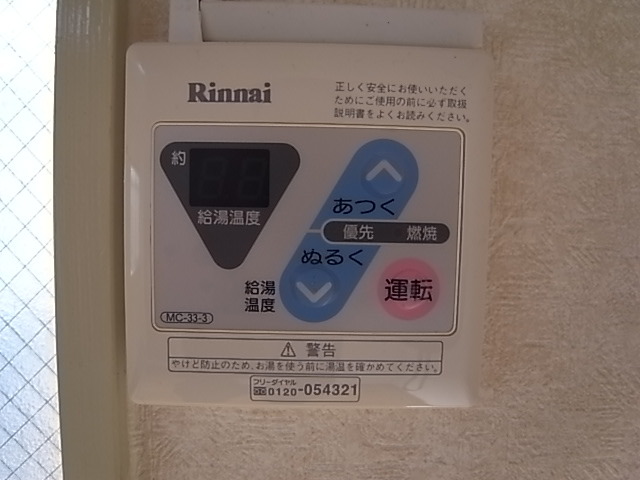 Rinnai
正しく安全にお使いいただく
ためにご使用の前に必ず取扱
説明書をよくお読みください。
約
給湯温度
あつく
優先 燃焼
ぬるく
給湯
温度
運転
MC-33-3
⚠ 警告
やけど防止のため、お湯を使う前に湯温を確かめてください。
フリーダイヤル
0120-054321